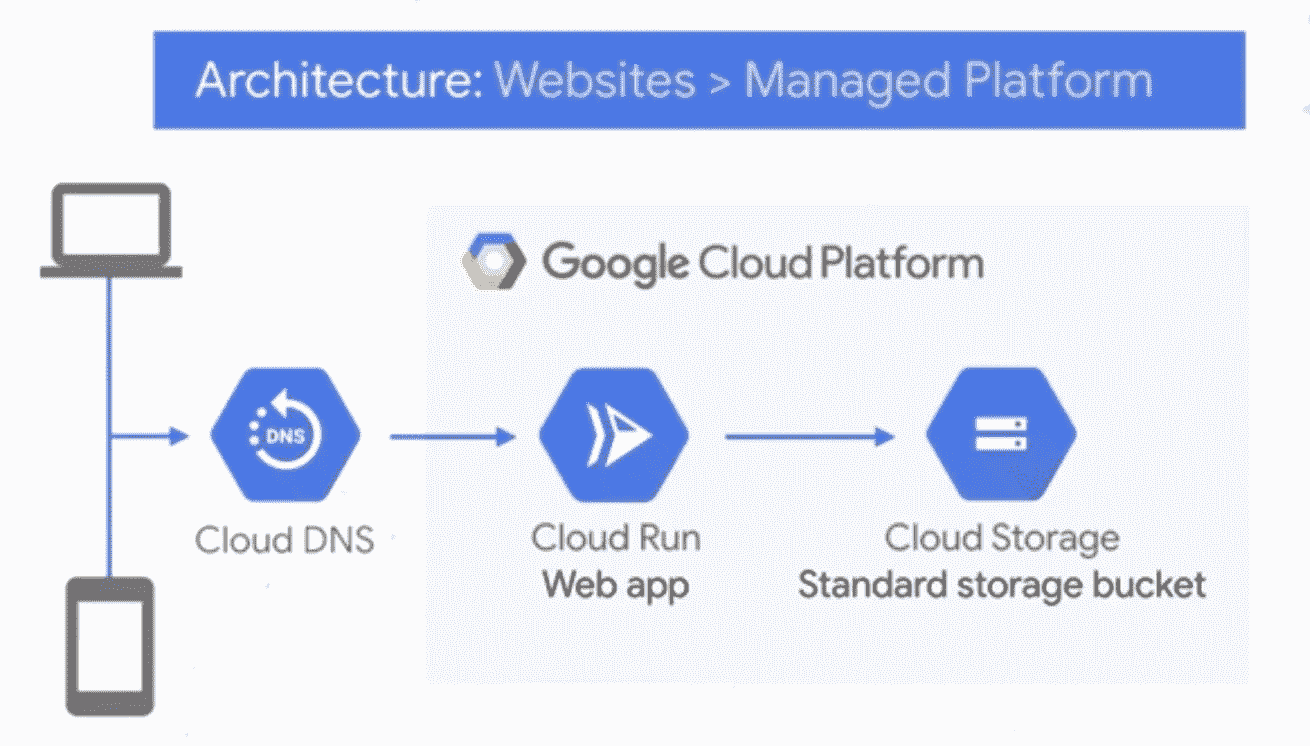 Architecture: Websites > Managed Platform
Google Cloud Platform
DNS
Cloud DNS
Cloud Run
Web app
Cloud Storage
Standard storage bucket